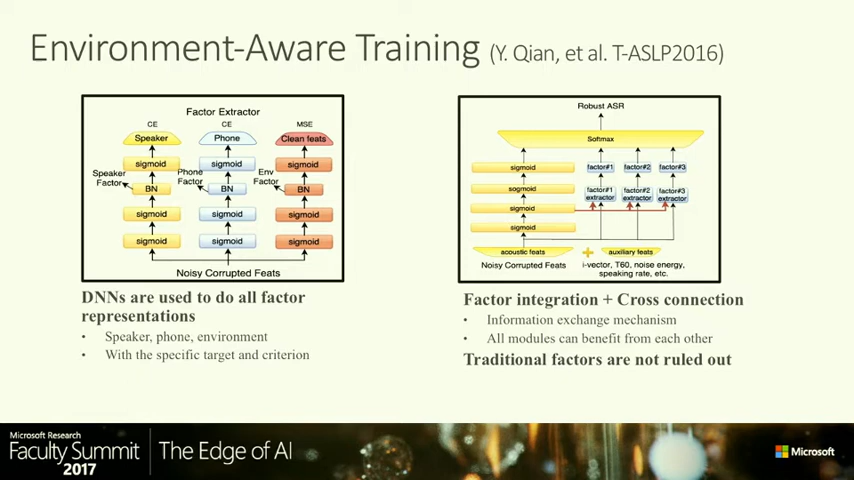 Environment-Aware Training (Y. Qian, et al. T-ASLP2016)
Factor Extractor
CE CE MSE
Speaker Phone Clean feats
sigmoid sigmoid sigmoid
Speaker Factor Phone Factor Env Factor
BN BN BN
sigmoid sigmoid sigmoid
sigmoid sigmoid sigmoid
Noisy Corrupted Feats
DNNs are used to do all factor
representations
• Speaker, phone, environment
• With the specific target and criterion
Robust ASR
Softmax
sigmoid factor#1 factor#2 factor#3
sogmoid factor#1 extractor factor#2 extractor factor#3 extractor
sigmoid
sigmoid
acoustic feats + auxiliary feats
Noisy Corrupted Feats i-vector, T60, noise energy,
speaking rate, etc.
Factor integration + Cross connection
• Information exchange mechanism
• All modules can benefit from each other
Traditional factors are not ruled out
Microsoft Research
Faculty Summit
2017
The Edge of AI
Microsoft